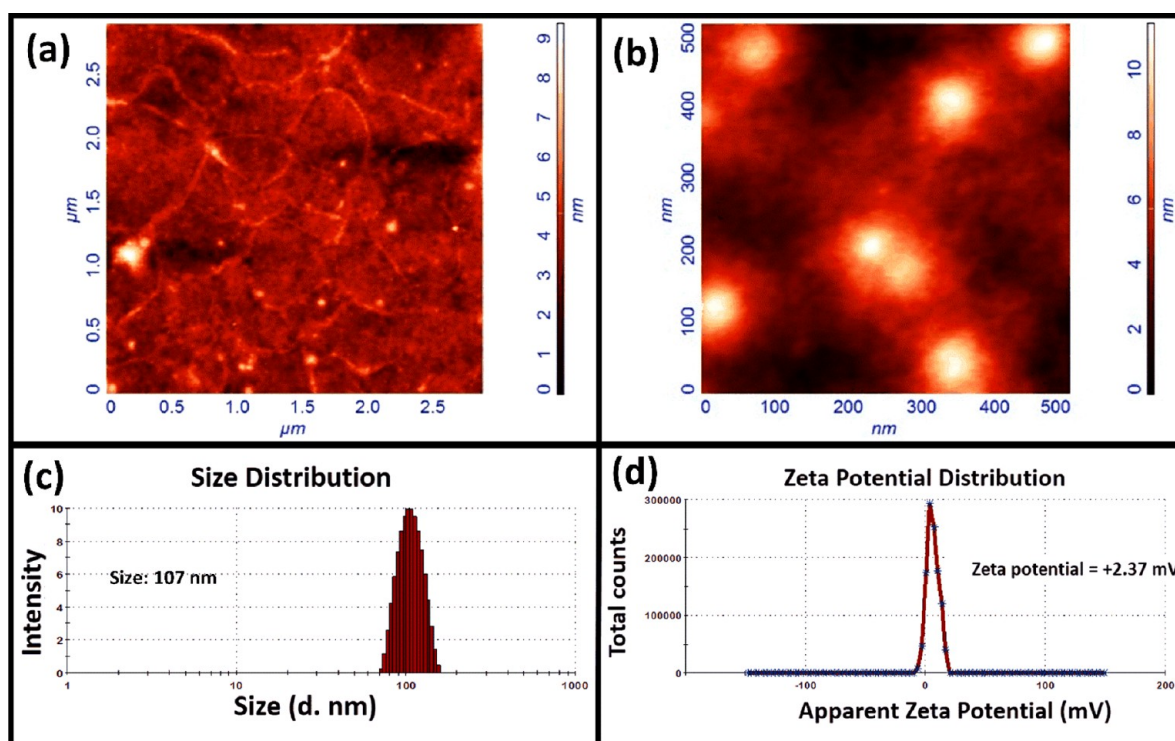 (a)
2.5
2.0
1.5
1.0
0.5
0
µm
0 0.5 1.0 1.5 2.0 2.5
µm
9
8
7
6
5
4
3
2
1
0
nm
(b)
500
400
300
200
100
0
nm
0 100 200 300 400 500
nm
10
8
6
4
2
0
nm
(c)
Size Distribution
10
8
6
4
2
0
Intensity
Size: 107 nm
1 10 100 1000
Size (d. nm)
(d)
Zeta Potential Distribution
300000
200000
100000
0
Total counts
Zeta potential = +2.37 mV
-100 0 100 200
Apparent Zeta Potential (mV)